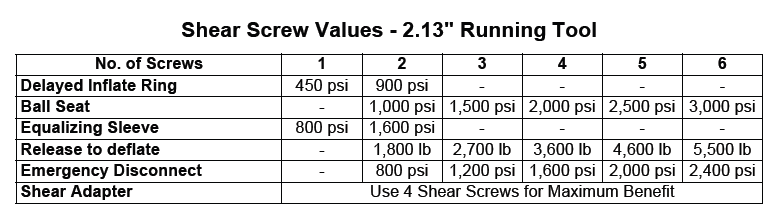 Shear Screw Values - 2.13" Running Tool
No. of Screws 1 2 3 4 5 6
Delayed Inflate Ring 450 psi 900 psi - - - -
Ball Seat - 1,000 psi 1,500 psi 2,000 psi 2,500 psi 3,000 psi
Equalizing Sleeve 800 psi 1,600 psi - - - -
Release to deflate - 1,800 lb 2,700 lb 3,600 lb 4,600 lb 5,500 lb
Emergency Disconnect - 800 psi 1,200 psi 1,600 psi 2,000 psi 2,400 psi
Shear Adapter Use 4 Shear Screws for Maximum Benefit